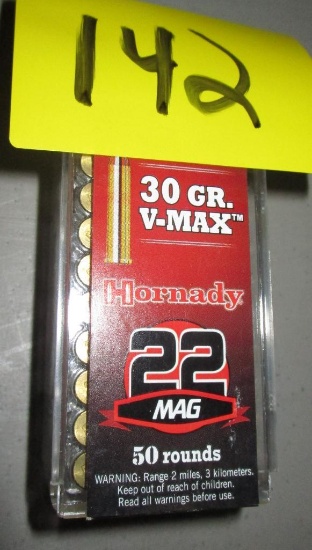 142
30 GR.
V-MAX™
Hornady
22
MAG
50 rounds
WARNING: Range 2 miles, 3 kilometers.
Keep out of reach of children.
Read all warnings before use.